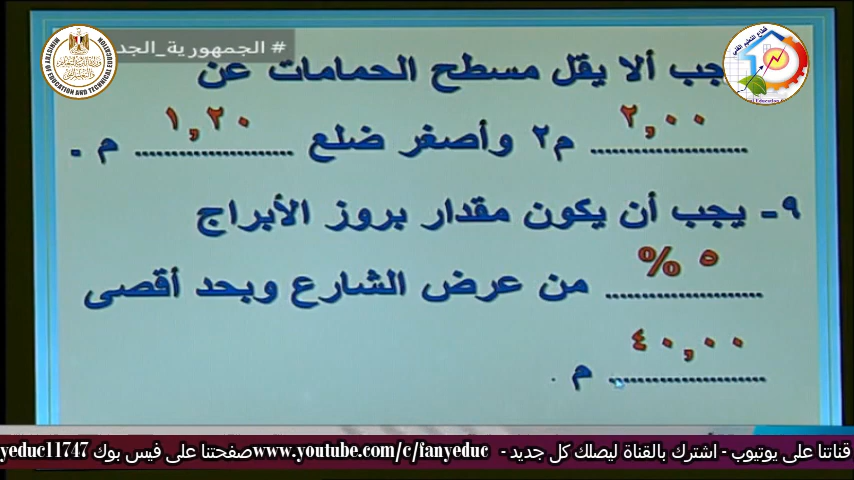 # الجمهورية_الجد
جب ألا يقل مسطح الحمامات عن
٢,٠٠ م٢ وأصغر ضلع ١,٢٠ م .
٩- يجب أن يكون مقدار بروز الأبراج
٥ % من عرض الشارع وبحد أقصى
٤٠,٠٠ م .
قناتنا على يوتيوب - اشترك بالقناة ليصلك كل جديد - www.youtube.com/c/fanyeduc صفحتنا على فيس بوك yeduc11747